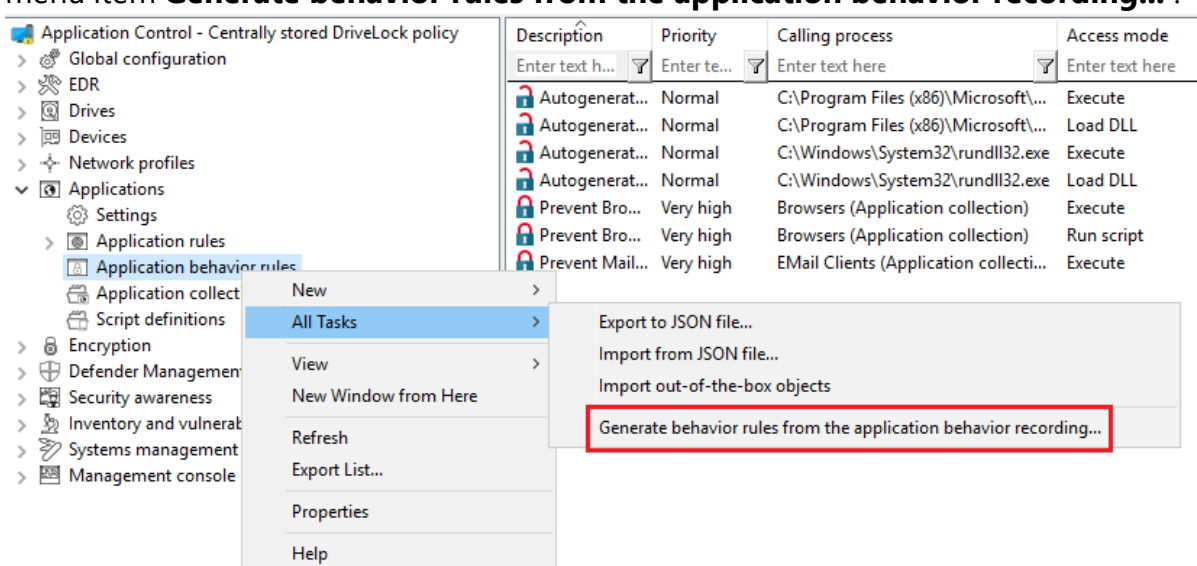 menu item Generate behavior rules from the application behavior recording... .
Application Control - Centrally stored DriveLock policy
Global configuration
EDR
Drives
Devices
Network profiles
Applications
Settings
Application rules
Application behavior rules
Application collect
Script definitions
Encryption
Defender Managemen
Security awareness
Inventory and vulnerab
Systems management
Management console
Description Priority Calling process Access mode
Enter text h... Enter te... Enter text here Enter text here
Autogenerat... Normal C:\Program Files (x86)\Microsoft\... Execute
Autogenerat... Normal C:\Program Files (x86)\Microsoft\... Load DLL
Autogenerat... Normal C:\Windows\System32\rundll32.exe Execute
Autogenerat... Normal C:\Windows\System32\rundll32.exe Load DLL
Prevent Bro... Very high Browsers (Application collection) Execute
Prevent Bro... Very high Browsers (Application collection) Run script
Prevent Mail... Very high EMail Clients (Application collecti... Execute
New
All Tasks
View
New Window from Here
Refresh
Export List...
Properties
Help
Export to JSON file...
Import from JSON file...
Import out-of-the-box objects
Generate behavior rules from the application behavior recording...